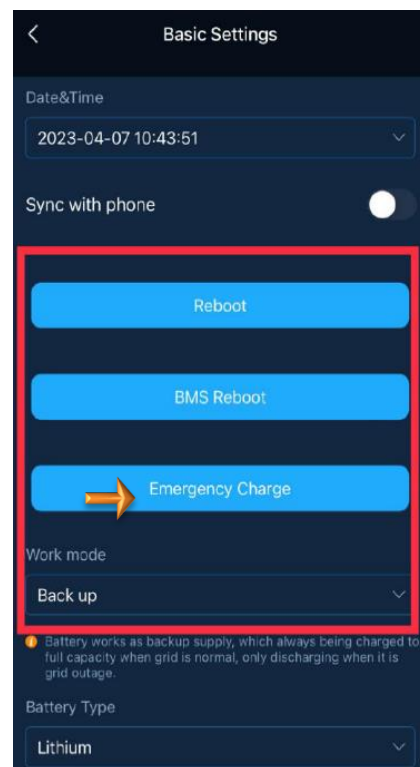 Basic Settings
Date&Time
2023-04-07 10:43:51
Sync with phone
Reboot
BMS Reboot
Emergency Charge
Work mode
Back up
Battery works as backup supply, which always being charged to
full capacity when grid is normal, only discharging when it is
grid outage.
Battery Type
Lithium